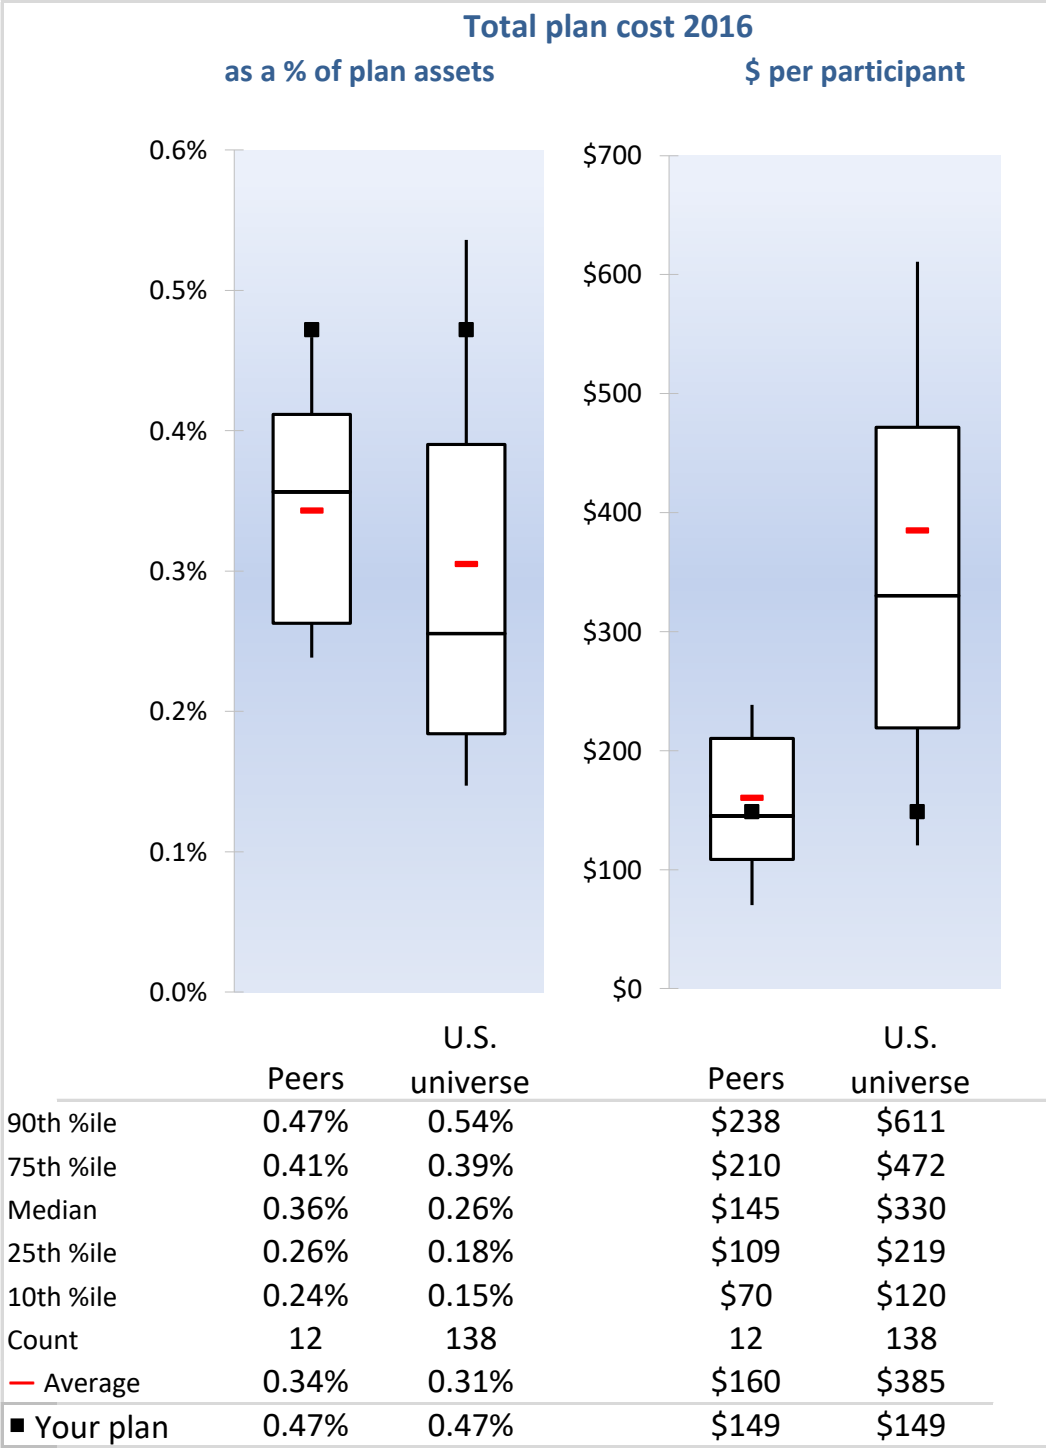 Total plan cost 2016
as a % of plan assets
$ per participant
0.6%
0.5%
0.4%
0.3%
0.2%
0.1%
0.0%
$700
$600
$500
$400
$300
$200
$100
$0
Peers U.S. universe Peers U.S. universe
90th %ile 0.47% 0.54% $238 $611
75th %ile 0.41% 0.39% $210 $472
Median 0.36% 0.26% $145 $330
25th %ile 0.26% 0.18% $109 $219
10th %ile 0.24% 0.15% $70 $120
Count 12 138 12 138
Average 0.34% 0.31% $160 $385
Your plan 0.47% 0.47% $149 $149